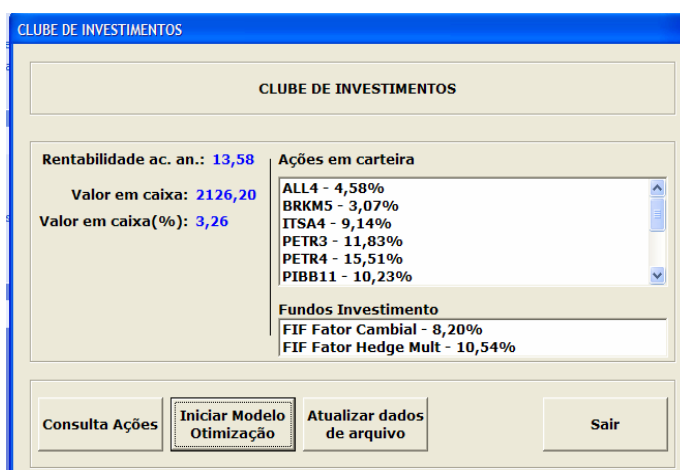 CLUBE DE INVESTIMENTOS
CLUBE DE INVESTIMENTOS
Rentabilidade ac. an.: 13,58
Valor em caixa: 2126,20
Valor em caixa(%): 3,26
Ações em carteira
ALL4 - 4,58%
BRKM5 - 3,07%
ITSA4 - 9,14%
PETR3 - 11,83%
PETR4 - 15,51%
PIBB11 - 10,23%
Fundos Investimento
FIF Fator Cambial - 8,20%
FIF Fator Hedge Mult - 10,54%
Consulta Ações
Iniciar Modelo
Otimização
Atualizar dados
de arquivo
Sair